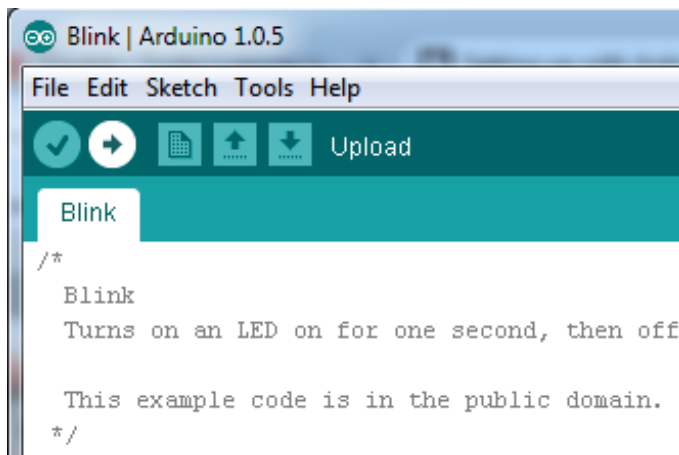 Blink | Arduino 1.0.5
File Edit Sketch Tools Help
Upload
Blink
/*
Blink
Turns on an LED on for one second, then off
This example code is in the public domain.
*/